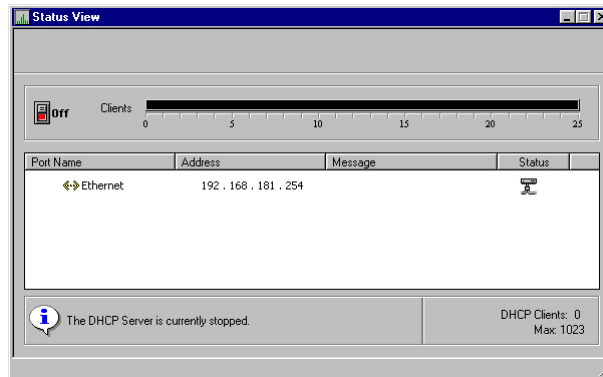 Status View
Off
Clients
0 5 10 15 20 25
Port Name Address Message Status
Ethernet 192 . 168 . 181 . 254
The DHCP Server is currently stopped.
DHCP Clients: 0
Max: 1023